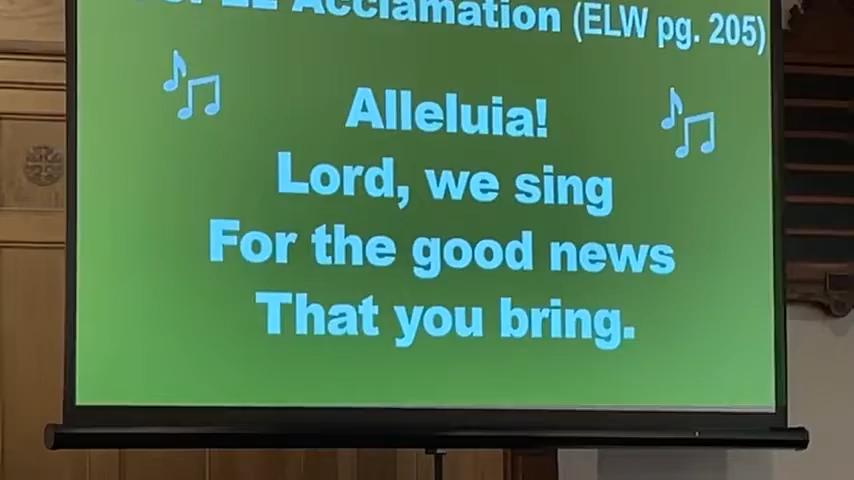 Acclamation (ELW pg. 205)
Alleluia!
Lord, we sing
For the good news
That you bring.